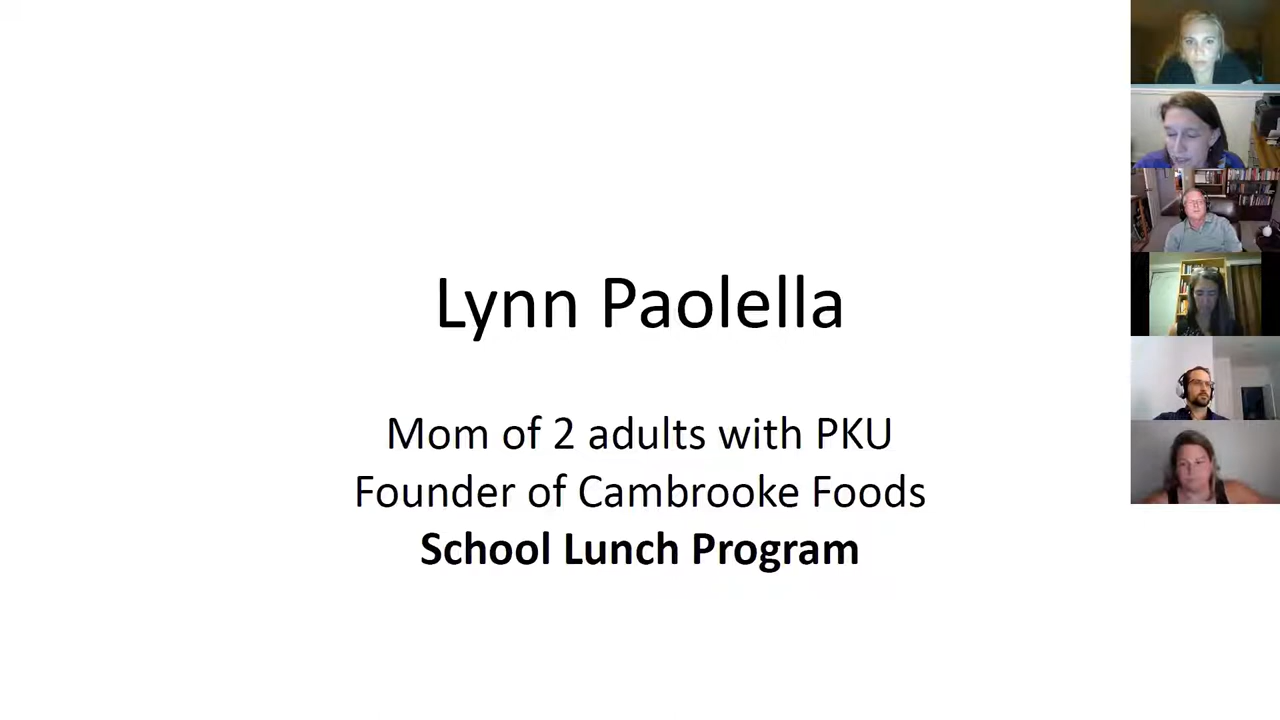 Lynn Paolella
Mom of 2 adults with PKU
Founder of Cambrooke Foods
School Lunch Program